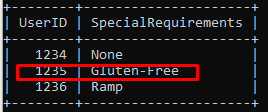 +--------+---------------------+
| UserID | SpecialRequirements |
+--------+---------------------+
| 1234 | None |
| 1235 | Gluten-Free |
| 1236 | Ramp |
+--------+---------------------+